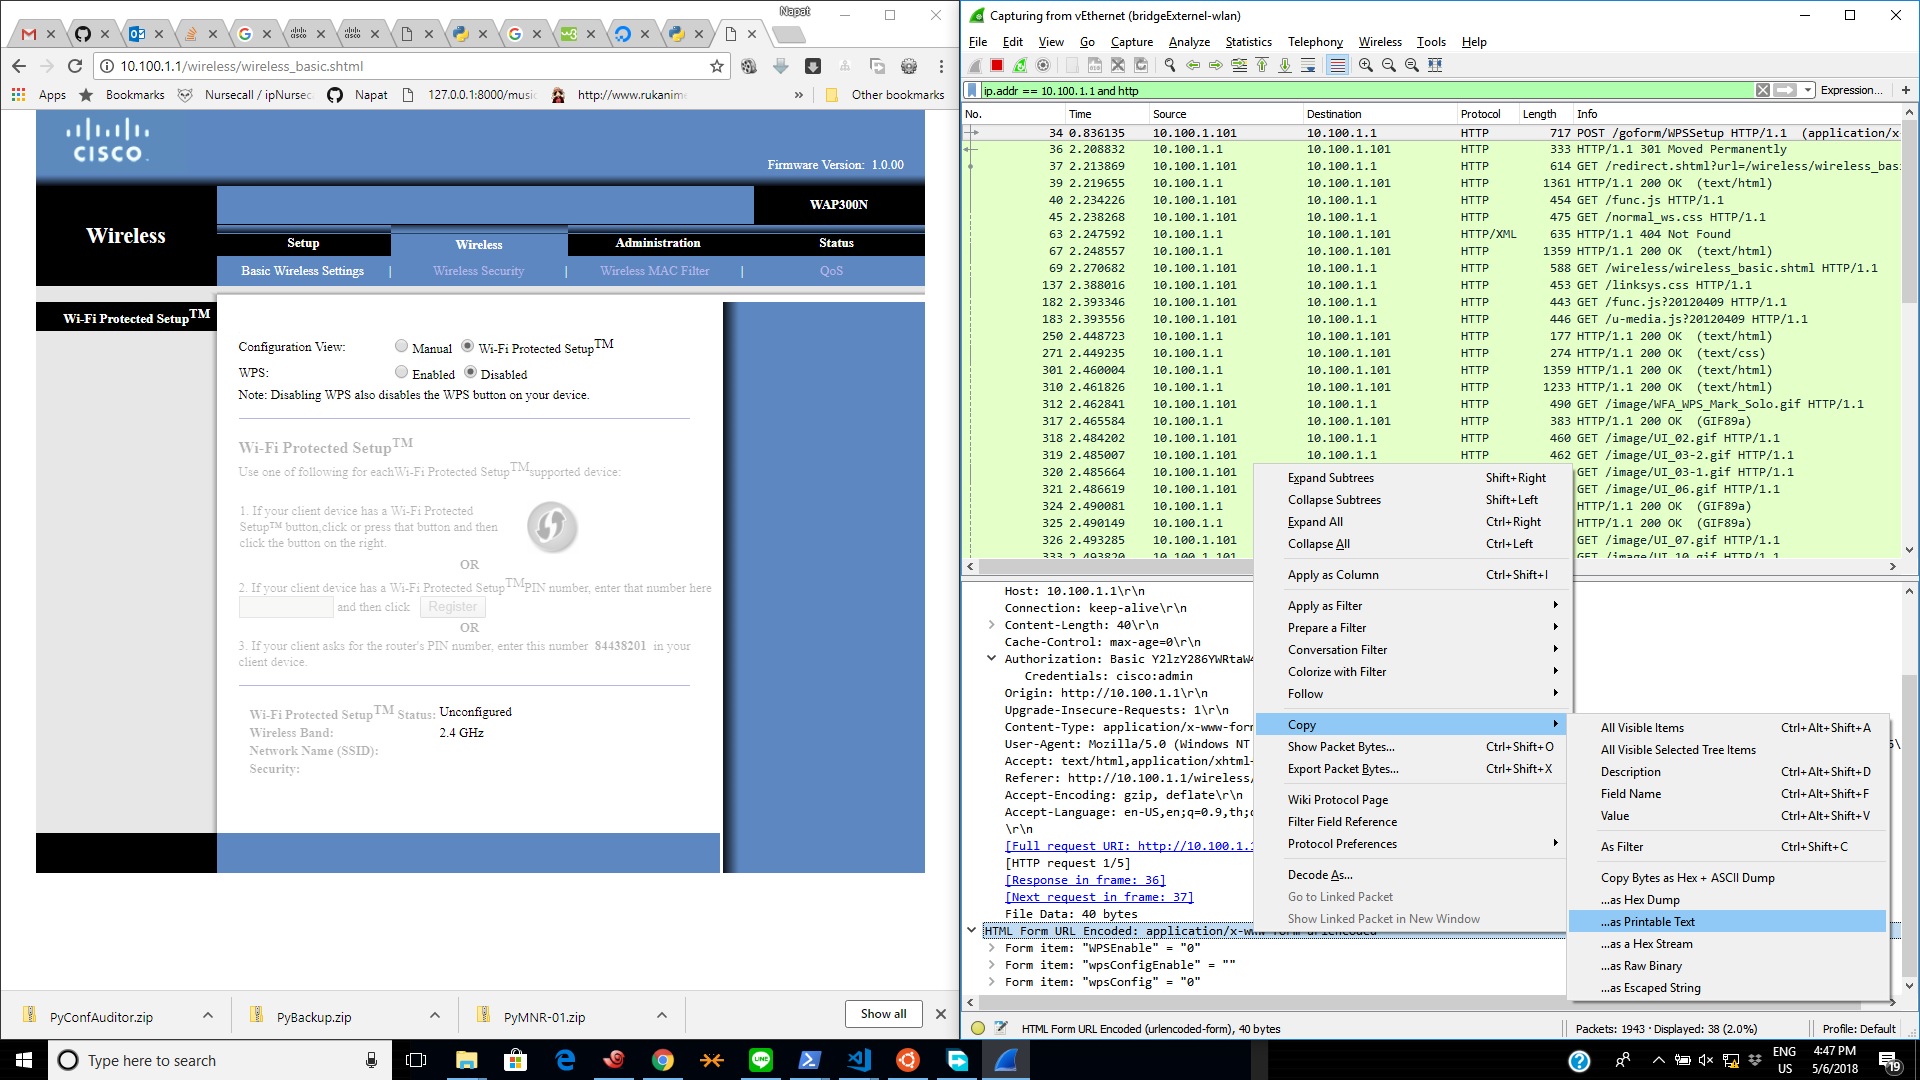 Napat
10.100.1.1/wireless/wireless_basic.shtml
Apps
Bookmarks
Nursecall / ipNursec
Napat
127.0.0.1:8000/music
http://www.rukanime
»
Other bookmarks
CISCO
Firmware Version: 1.0.00
WAP300N
Wireless
Setup
Wireless
Administration
Status
Basic Wireless Settings | Wireless Security | Wireless MAC Filter | QoS
Wi-Fi Protected Setup™
Configuration View: Manual Wi-Fi Protected Setup™
WPS: Enabled Disabled
Note: Disabling WPS also disables the WPS button on your device.
Wi-Fi Protected Setup™
Use one of following for eachWi-Fi Protected Setup™supported device:
1. If your client device has a Wi-Fi Protected
Setup™ button,click or press that button and then
click the button on the right.
OR
2. If your client device has a Wi-Fi Protected Setup™PIN number, enter that number here
and then click Register
OR
3. If your client asks for the router's PIN number, enter this number 84438201 in your
client device.
Wi-Fi Protected Setup™ Status: Unconfigured
Wireless Band: 2.4 GHz
Network Name (SSID):
Security:
PyConfAuditor.zip
PyBackup.zip
PyMNR-01.zip
Show all
Capturing from vEthernet (bridgeExternal-wlan)
File Edit View Go Capture Analyze Statistics Telephony Wireless Tools Help
ip.addr == 10.100.1.1 and http
Expression...
No. Time Source Destination Protocol Length Info
34 0.836135 10.100.1.101 10.100.1.1 HTTP 717 POST /goform/WPSSetup HTTP/1.1 (application/x-
36 2.208832 10.100.1.1 10.100.1.101 HTTP 333 HTTP/1.1 301 Moved Permanently
37 2.213869 10.100.1.101 10.100.1.1 HTTP 614 GET /redirect.shtml?url=/wireless/wireless_bas
39 2.219655 10.100.1.1 10.100.1.101 HTTP 1361 HTTP/1.1 200 OK (text/html)
40 2.234226 10.100.1.101 10.100.1.1 HTTP 454 GET /func.js HTTP/1.1
45 2.238268 10.100.1.101 10.100.1.1 HTTP 475 GET /normal_ws.css HTTP/1.1
63 2.247592 10.100.1.1 10.100.1.101 HTTP/XML 635 HTTP/1.1 404 Not Found
67 2.248557 10.100.1.1 10.100.1.101 HTTP 1359 HTTP/1.1 200 OK (text/html)
69 2.270682 10.100.1.101 10.100.1.1 HTTP 588 GET /wireless/wireless_basic.shtml HTTP/1.1
137 2.388016 10.100.1.101 10.100.1.1 HTTP 453 GET /linksys.css HTTP/1.1
182 2.393346 10.100.1.101 10.100.1.1 HTTP 443 GET /func.js?20120409 HTTP/1.1
183 2.393556 10.100.1.101 10.100.1.1 HTTP 446 GET /u-media.js?20120409 HTTP/1.1
250 2.448723 10.100.1.1 10.100.1.101 HTTP 177 HTTP/1.1 200 OK (text/html)
271 2.449235 10.100.1.1 10.100.1.101 HTTP 274 HTTP/1.1 200 OK (text/css)
301 2.460004 10.100.1.1 10.100.1.101 HTTP 1359 HTTP/1.1 200 OK (text/html)
310 2.461826 10.100.1.1 10.100.1.101 HTTP 1233 HTTP/1.1 200 OK (text/html)
312 2.462841 10.100.1.101 10.100.1.1 HTTP 490 GET /image/WFA_WPS_Mark_Solo.gif HTTP/1.1
317 2.465584 10.100.1.1 10.100.1.101 HTTP 383 HTTP/1.1 200 OK (GIF89a)
318 2.484202 10.100.1.101 10.100.1.1 HTTP 460 GET /image/UI_02.gif HTTP/1.1
319 2.485007 10.100.1.101 10.100.1.1 HTTP 462 GET /image/UI_03-2.gif HTTP/1.1
320 2.485664 10.100.1.101 GET /image/UI_03-1.gif HTTP/1.1
321 2.486619 10.100.1.101 GET /image/UI_06.gif HTTP/1.1
324 2.490081 10.100.1.1 HTTP/1.1 200 OK (GIF89a)
325 2.490149 10.100.1.1 HTTP/1.1 200 OK (GIF89a)
326 2.493285 10.100.1.101 GET /image/UI_07.gif HTTP/1.1
333 2.493820 10.100.1.101 GET /image/UI_10.gif HTTP/1.1
Host: 10.100.1.1\r\n
Connection: keep-alive\r\n
Content-Length: 40\r\n
Cache-Control: max-age=0\r\n
Authorization: Basic Y2lzY286YWRtaW4
Credentials: cisco:admin
Origin: http://10.100.1.1\r\n
Upgrade-Insecure-Requests: 1\r\n
Content-Type: application/x-www-for
User-Agent: Mozilla/5.0 (Windows NT
Accept: text/html,application/xhtml
Referer: http://10.100.1.1/wireless/
Accept-Encoding: gzip, deflate\r\n
Accept-Language: en-US,en;q=0.9,th;
\r\n
[Full request URI: http://10.100.1.1
[HTTP request 1/5]
[Response in frame: 36]
[Next request in frame: 37]
File Data: 40 bytes
HTML Form URL Encoded: application/x-www-form-urlencoded
Form item: "WPSEnable" = "0"
Form item: "wpsConfigEnable" = ""
Form item: "wpsConfig" = "0"
Expand Subtrees Shift+Right
Collapse Subtrees Shift+Left
Expand All Ctrl+Right
Collapse All Ctrl+Left
Apply as Column Ctrl+Shift+I
Apply as Filter
Prepare a Filter
Conversation Filter
Colorize with Filter
Follow
Copy
Show Packet Bytes... Ctrl+Shift+O
Export Packet Bytes... Ctrl+Shift+X
Wiki Protocol Page
Filter Field Reference
Protocol Preferences
Decode As...
Go to Linked Packet
Show Linked Packet in New Window
All Visible Items Ctrl+Alt+Shift+A
All Visible Selected Tree Items
Description Ctrl+Alt+Shift+D
Field Name Ctrl+Alt+Shift+F
Value Ctrl+Alt+Shift+V
As Filter Ctrl+Shift+C
Copy Bytes as Hex + ASCII Dump
...as Hex Dump
...as Printable Text
...as a Hex Stream
...as Raw Binary
...as Escaped String
HTML Form URL Encoded (urlencoded-form), 40 bytes
Packets: 1943 · Displayed: 38 (2.0%)
Profile: Default
Type here to search
LINE
ENG
US
4:47 PM
5/6/2018
19